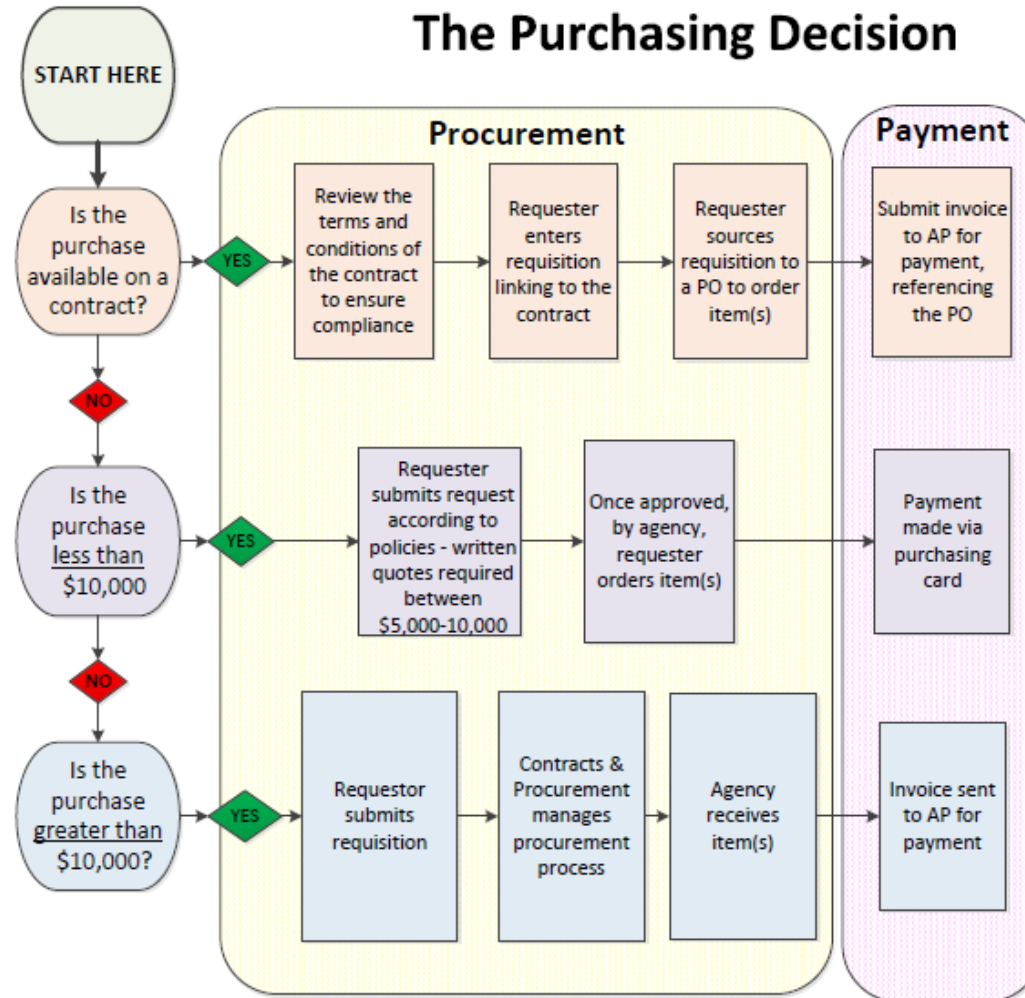 The Purchasing Decision
START HERE
Procurement
Payment
Is the
purchase
available on a
contract?
YES
Review the
terms and
conditions of
the contract
to ensure
compliance
Requester
enters
requisition
linking to the
contract
Requester
sources
requisition to
a PO to order
item(s)
Submit invoice
to AP for
payment,
referencing
the PO
NO
Is the
purchase
less than
$10,000
YES
Requester
submits request
according to
policies - written
quotes required
between
$5,000-10,000
Once approved,
by agency,
requester
orders item(s)
Payment
made via
purchasing
card
NO
Is the
purchase
greater than
$10,000?
YES
Requestor
submits
requisition
Contracts &
Procurement
manages
procurement
process
Agency
receives
item(s)
Invoice sent
to AP for
payment